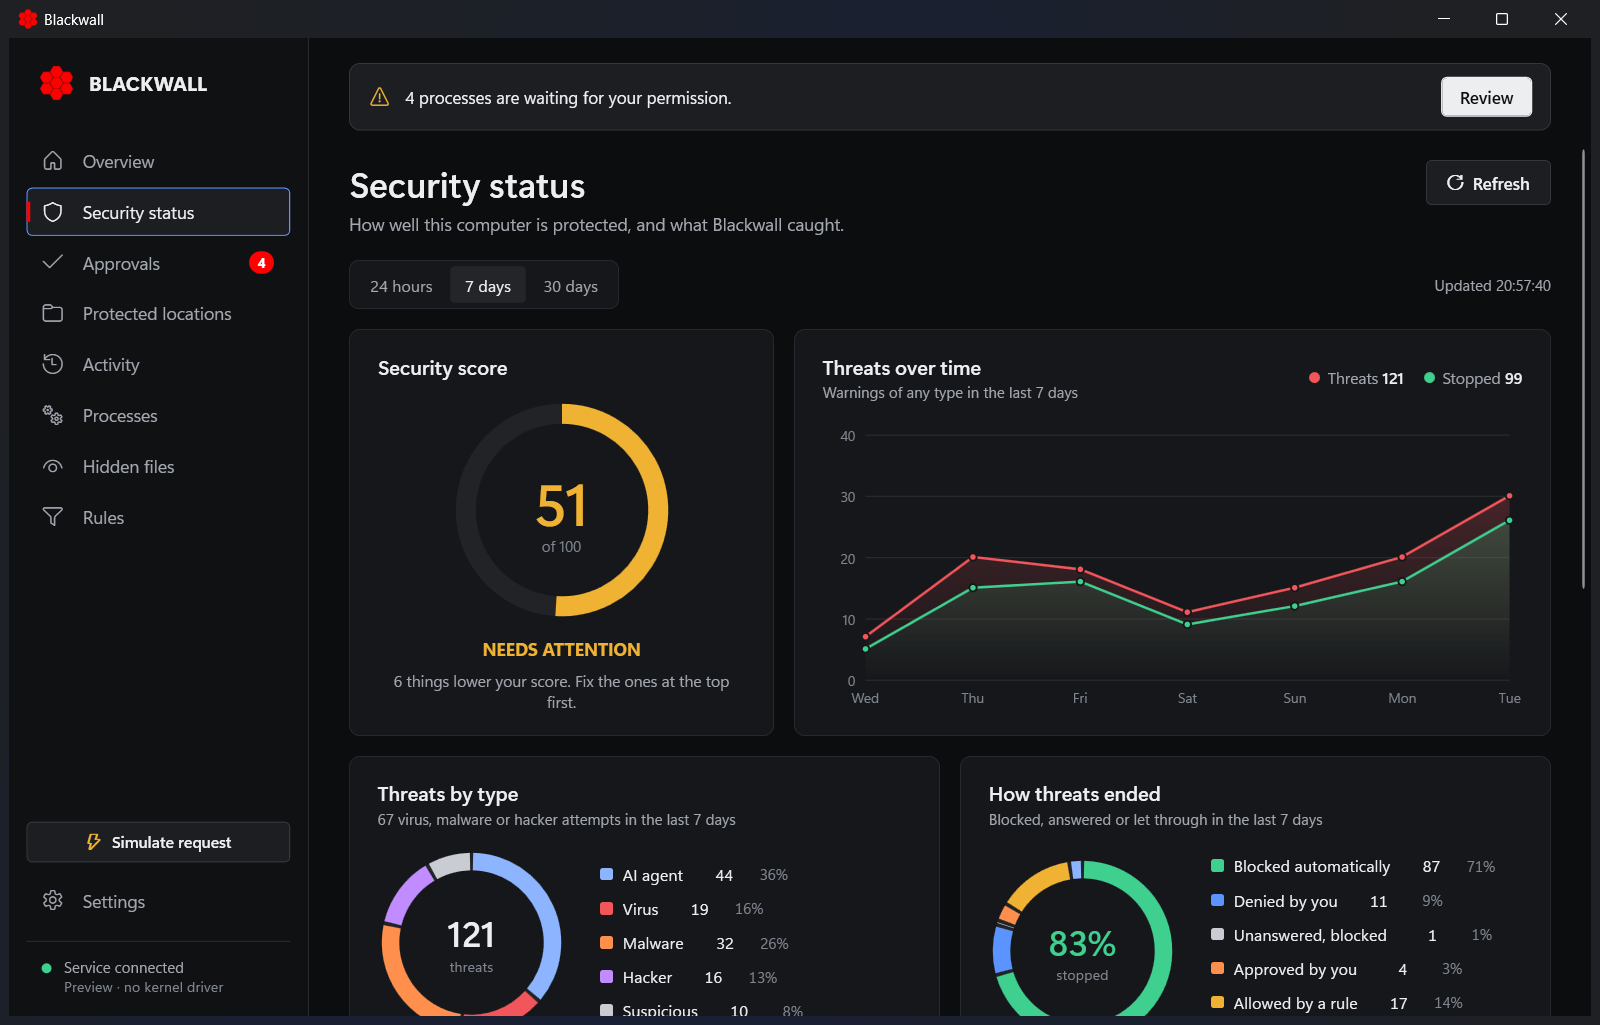 Blackwall
BLACKWALL
Overview
Security status
Approvals 4
Protected locations
Activity
Processes
Hidden files
Rules
Simulate request
Settings
Service connected
Preview · no kernel driver
4 processes are waiting for your permission.
Review
Security status
Refresh
How well this computer is protected, and what Blackwall caught.
24 hours 7 days 30 days
Updated 20:57:40
Security score
51
of 100
NEEDS ATTENTION
6 things lower your score. Fix the ones at the top
first.
Threats over time
Warnings of any type in the last 7 days
Threats 121 Stopped 99
40
30
20
10
0
Wed Thu Fri Sat Sun Mon Tue
Threats by type
67 virus, malware or hacker attempts in the last 7 days
121
threats
AI agent 44 36%
Virus 19 16%
Malware 32 26%
Hacker 16 13%
Suspicious 10 8%
How threats ended
Blocked, answered or let through in the last 7 days
83%
stopped
Blocked automatically 87 71%
Denied by you 11 9%
Unanswered, blocked 1 1%
Approved by you 4 3%
Allowed by a rule 17 14%